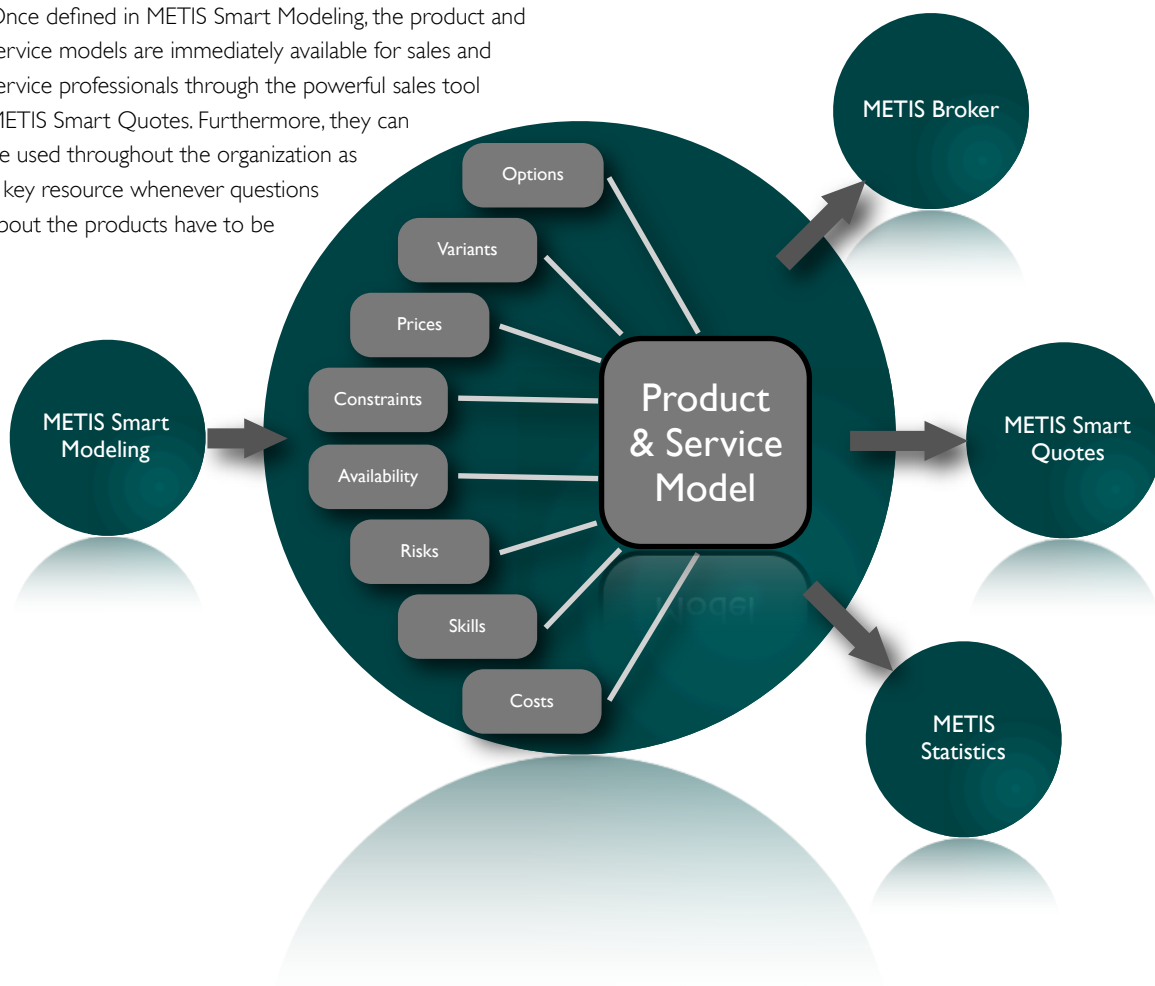 Once defined in METIS Smart Modeling, the product and
service models are immediately available for sales and
service professionals through the powerful sales tool
METIS Smart Quotes. Furthermore, they can
be used throughout the organization as
key resource whenever questions
about the products have to be
METIS Broker
Options
Variants
Prices
Constraints
Availability
Risks
Skills
Costs
Product
& Service
Model
METIS Smart
Modeling
METIS Smart
Quotes
METIS
Statistics